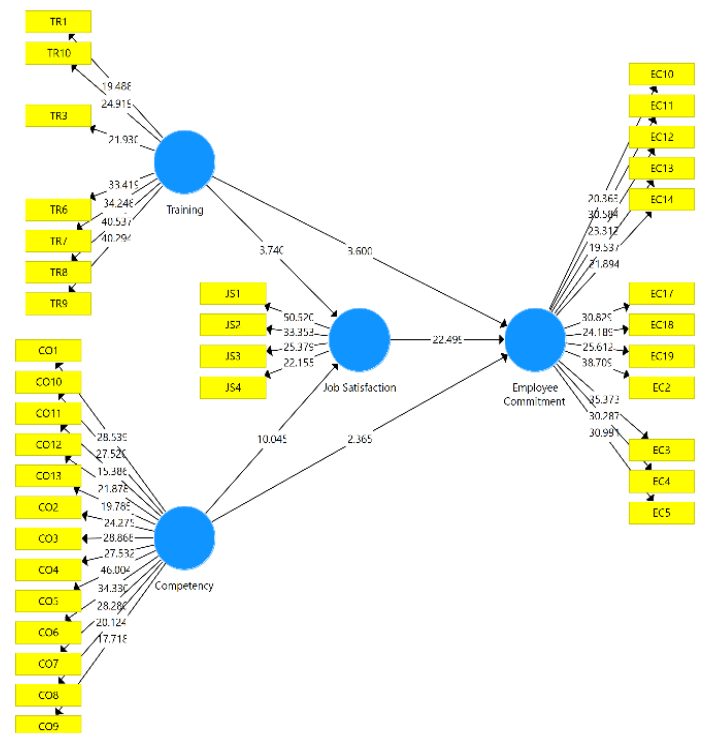 TR1
TR10
TR3
TR6
TR7
TR8
TR9
19.488
24.919
21.930
33.419
34.246
40.537
40.294
Training
3.740
3.600
JS1
JS2
JS3
JS4
50.520
33.353
25.379
22.155
Job Satisfaction
22.499
10.045
2.365
CO1
CO10
CO11
CO12
CO13
CO2
CO3
CO4
CO5
CO6
CO7
CO8
CO9
28.539
27.520
15.386
21.878
19.785
24.275
28.868
27.532
46.004
34.330
28.286
20.124
17.718
Competency
EC10
EC11
EC12
EC13
EC14
EC17
EC18
EC19
EC2
EC3
EC4
EC5
20.363
30.584
23.312
19.537
21.894
30.829
24.189
25.612
38.709
35.373
30.287
30.991
Employee
Commitment